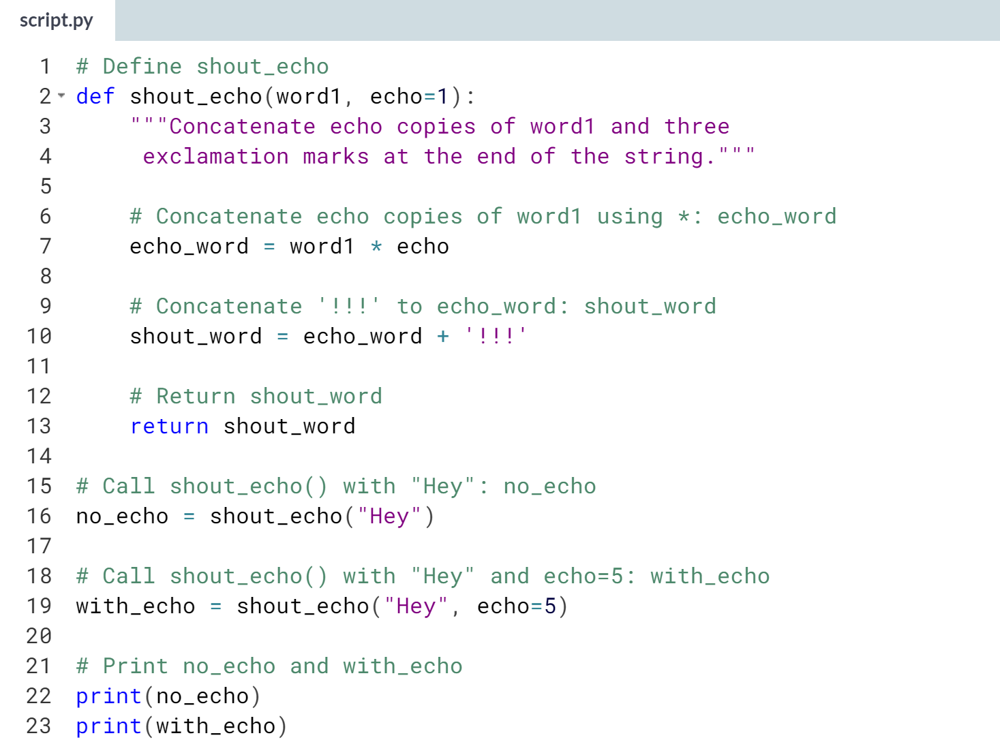 script.py
1 # Define shout_echo
2 def shout_echo(word1, echo=1):
3     """Concatenate echo copies of word1 and three
4      exclamation marks at the end of the string."""
5
6     # Concatenate echo copies of word1 using *: echo_word
7     echo_word = word1 * echo
8
9     # Concatenate '!!!' to echo_word: shout_word
10     shout_word = echo_word + '!!!'
11
12     # Return shout_word
13     return shout_word
14
15 # Call shout_echo() with "Hey": no_echo
16 no_echo = shout_echo("Hey")
17
18 # Call shout_echo() with "Hey" and echo=5: with_echo
19 with_echo = shout_echo("Hey", echo=5)
20
21 # Print no_echo and with_echo
22 print(no_echo)
23 print(with_echo)